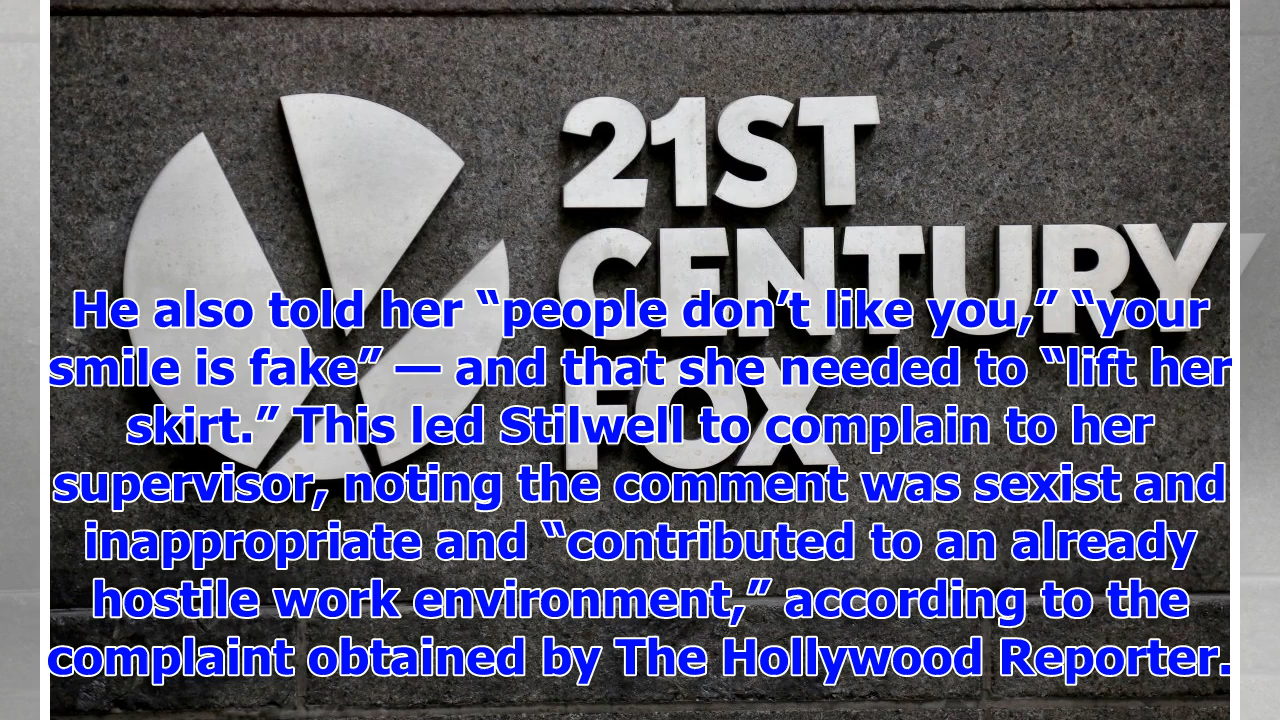 21ST
CENTURY
FOX
He also told her “people don’t like you,” “your
smile is fake” — and that she needed to “lift her
skirt.” This led Stilwell to complain to her
supervisor, noting the comment was sexist and
inappropriate and “contributed to an already
hostile work environment,” according to the
complaint obtained by The Hollywood Reporter.